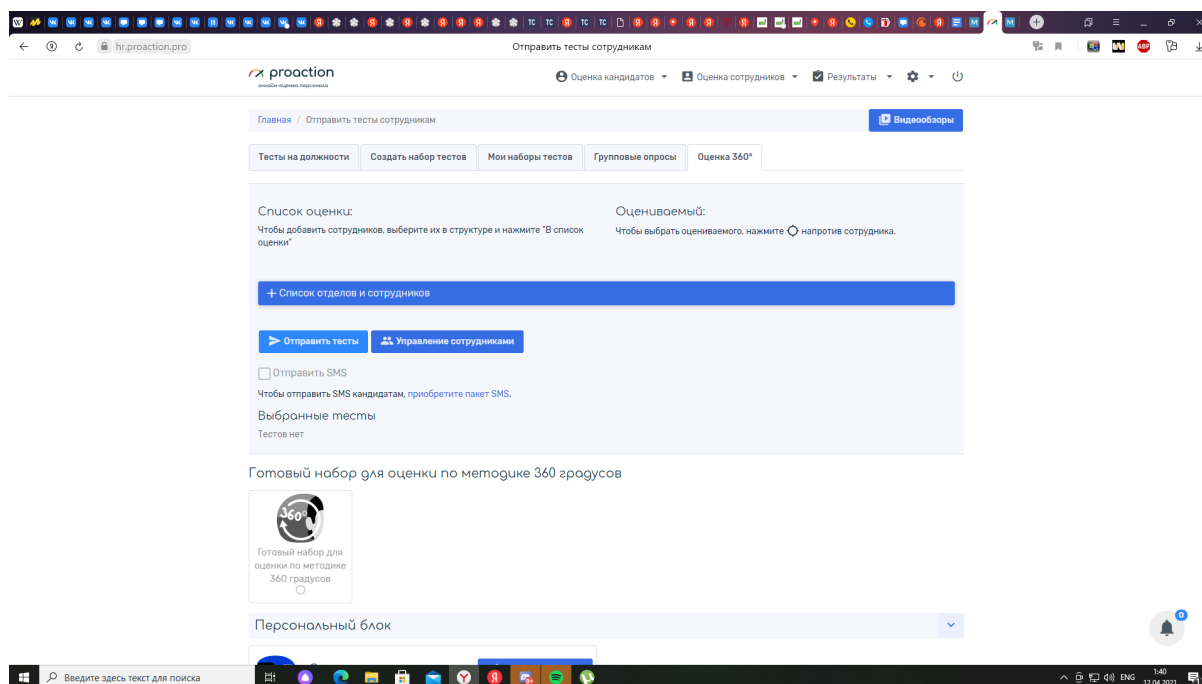 hr.proaction.pro
Отправить тесты сотрудникам
proaction
онлайн-оценка персонала
Оценка кандидатов
Оценка сотрудников
Результаты
Главная / Отправить тесты сотрудникам
Видеообзоры
Тесты на должности
Создать набор тестов
Мои наборы тестов
Групповые опросы
Оценка 360°
Список оценки:
Чтобы добавить сотрудников, выберите их в структуре и нажмите "В список
оценки"
Оцениваемый:
Чтобы выбрать оцениваемого, нажмите напротив сотрудника.
+ Список отделов и сотрудников
Отправить тесты
Управление сотрудниками
Отправить SMS
Чтобы отправить SMS кандидатам, приобретите пакет SMS.
Выбранные тесты
Тестов нет
Готовый набор для оценки по методике 360 градусов
360°
Готовый набор для
оценки по методике
360 градусов
Персональный блок
0
Введите здесь текст для поиска
ENG
1:40
12.04.2021